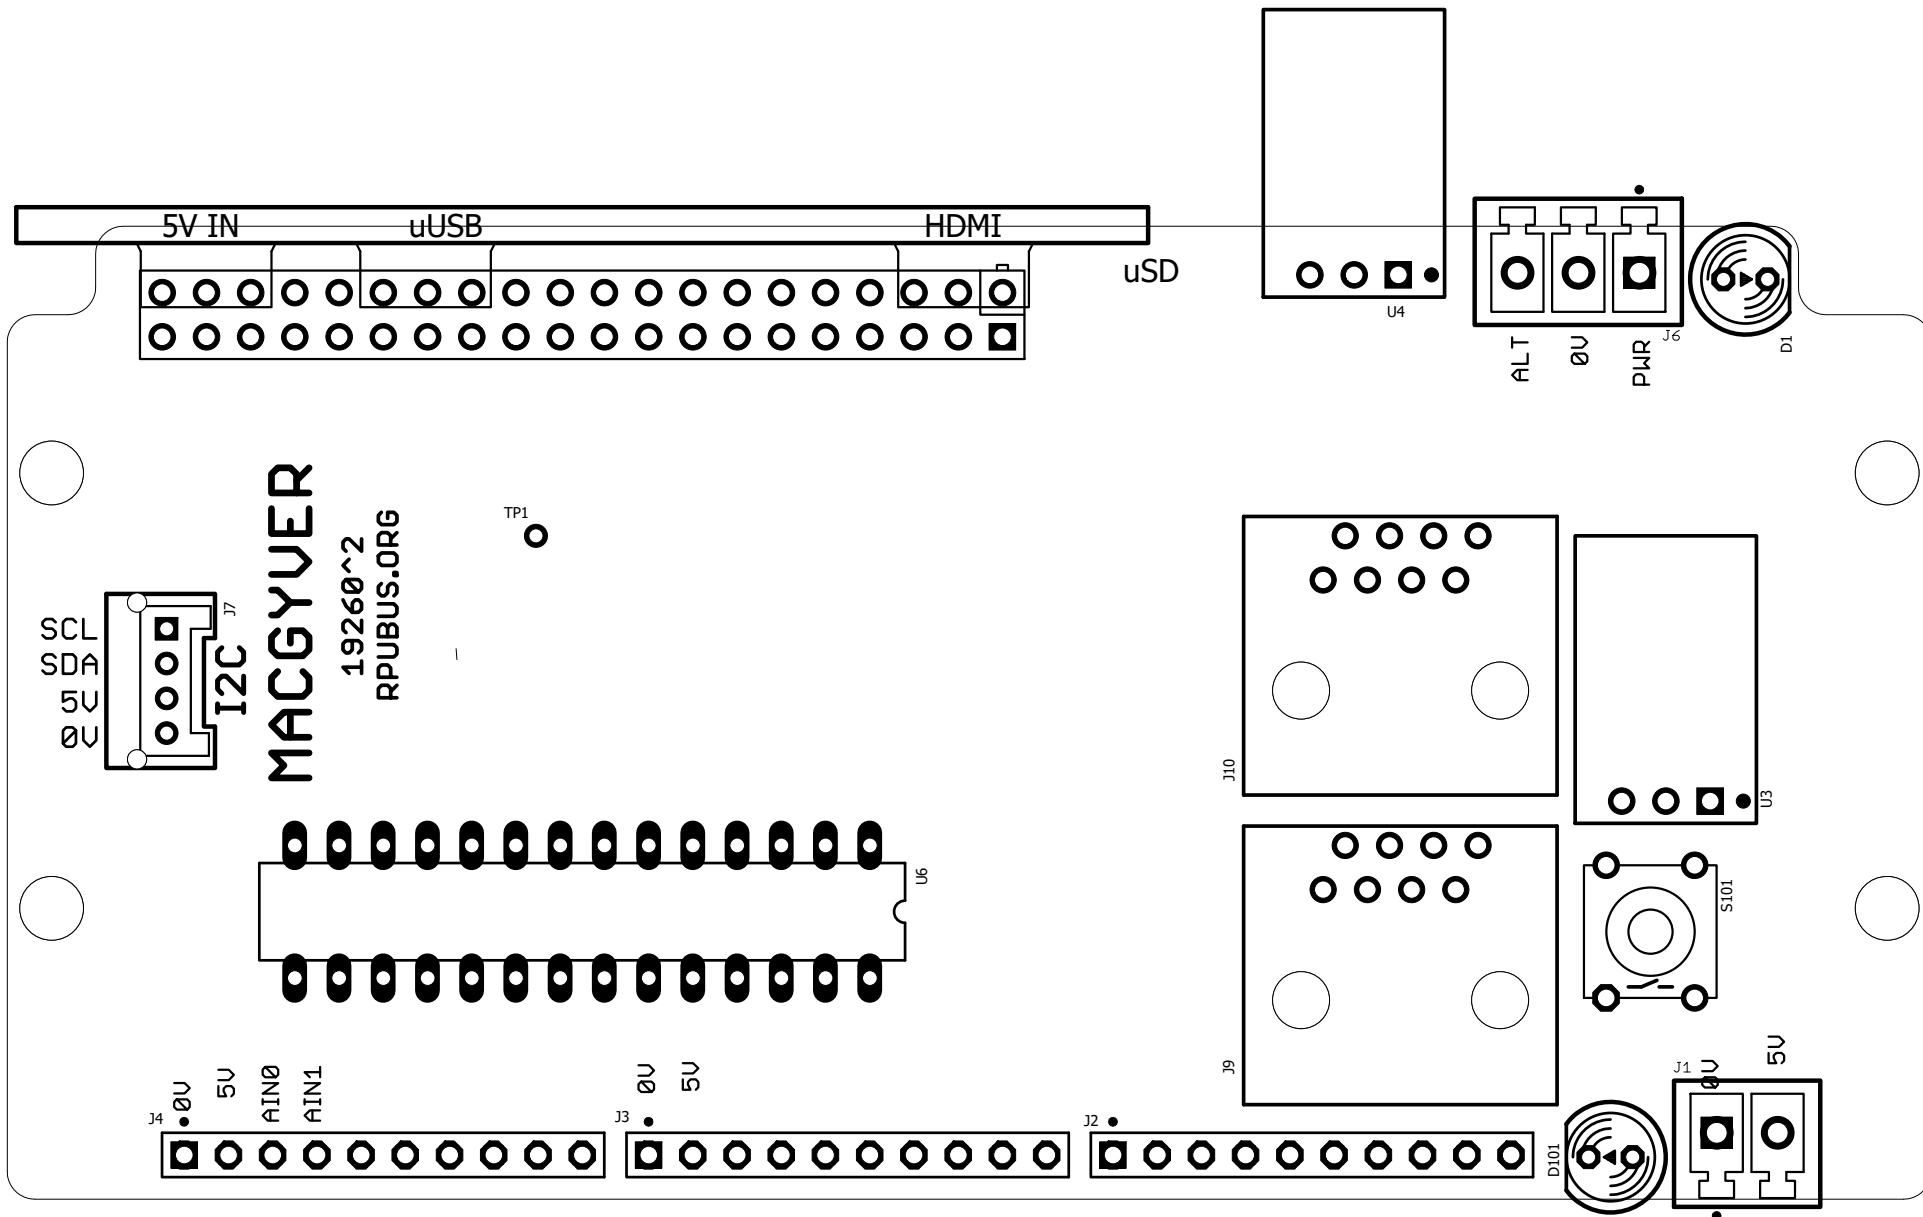 5V IN
uUSB
HDMI
uSD
U4
J6
D1
ALT
0V
PWR
TP1
MACGYVER
19260^2
RPUBUS.ORG
J7
SCL
SDA
5V
0V
I2C
J10
U3
U6
S101
J9
J4
0V
5V
AIN0
AIN1
J3
0V
5V
J2
D101
J1
0V
5V